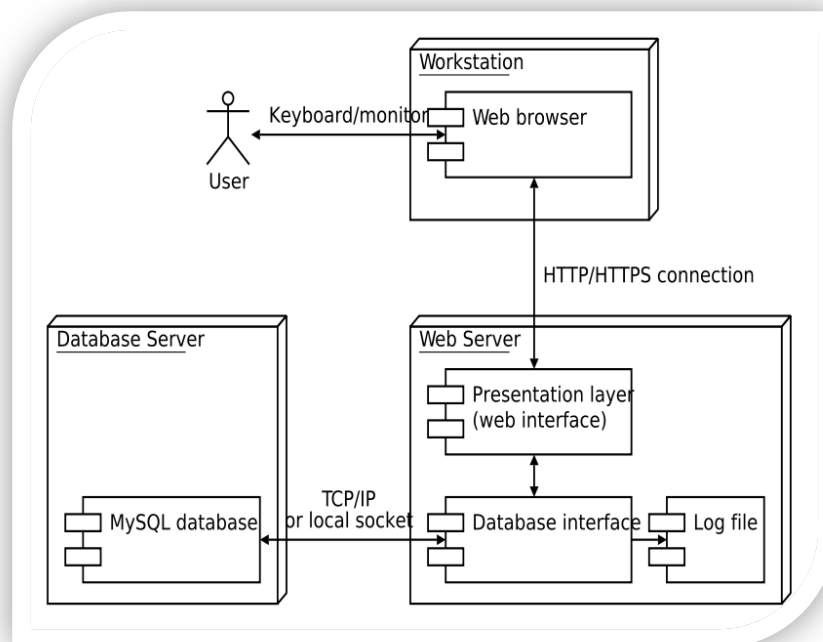 Workstation
Keyboard/monitor
Web browser
User
HTTP/HTTPS connection
Database Server
Web Server
Presentation layer
(web interface)
TCP/IP
or local socket
MySQL database
Database interface
Log file